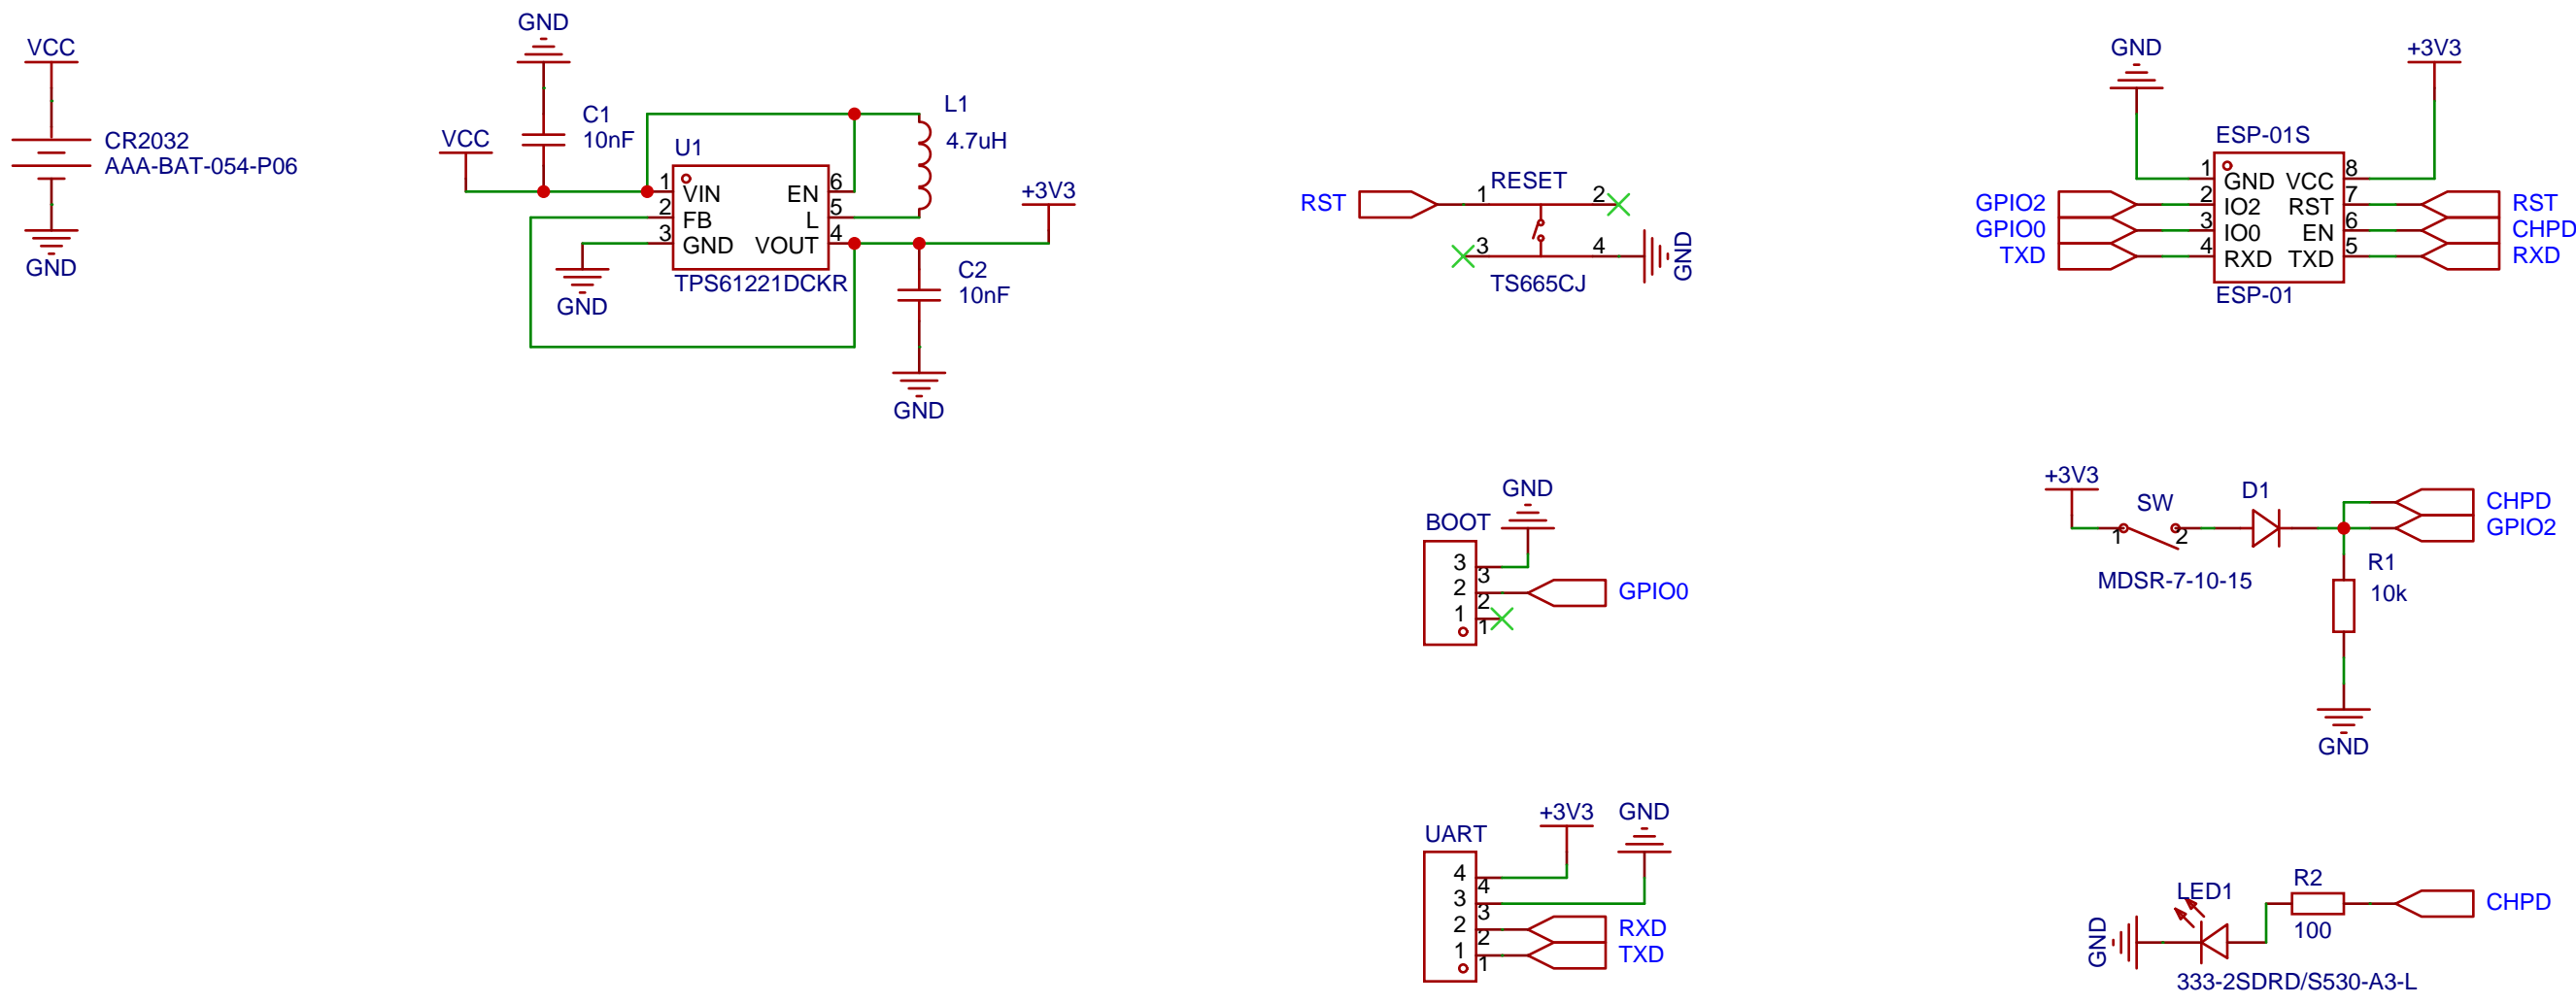 VCC
CR2032
AAA-BAT-054-P06
GND
GND
C1
10nF
VCC
U1
1
VIN
2
FB
3
GND
EN
6
L
5
VOUT
4
TPS61221DCKR
GND
L1
4.7uH
+3V3
C2
10nF
GND
RST
1
RESET
2
3
4
TS665CJ
GND
GND
+3V3
ESP-01S
GPIO2
GPIO0
TXD
1
2
3
4
GND VCC
IO2 RST
IO0 EN
RXD TXD
8
7
6
5
RST
CHPD
RXD
ESP-01
GND
BOOT
3
3
2
2
1
1
GPIO0
+3V3
SW
1
2
MDSR-7-10-15
D1
CHPD
GPIO2
R1
10k
GND
+3V3
GND
UART
4
4
3
3
2
2
1
1
RXD
TXD
GND
LED1
R2
100
CHPD
333-2SDRD/S530-A3-L